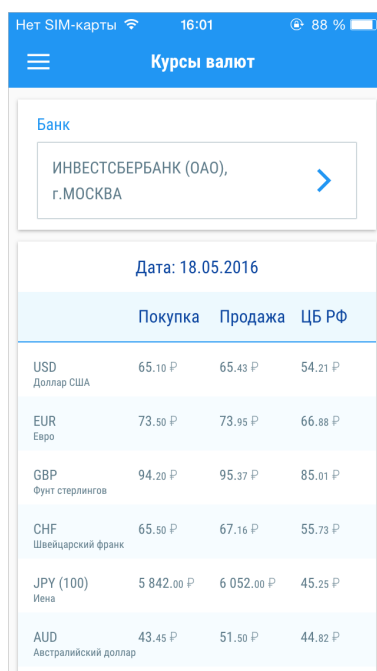 Нет SIM-карты 16:01 88 %
Курсы валют
Банк
ИНВЕСТСБЕРБАНК (ОАО),
г.МОСКВА
Дата: 18.05.2016
Покупка Продажа ЦБ РФ
USD 65.10 ₽ 65.43 ₽ 54.21 ₽
Доллар США
EUR 73.50 ₽ 73.95 ₽ 66.88 ₽
Евро
GBP 94.20 ₽ 95.37 ₽ 85.01 ₽
Фунт стерлингов
CHF 65.50 ₽ 67.16 ₽ 55.73 ₽
Швейцарский франк
JPY (100) 5 842.00 ₽ 6 052.00 ₽ 45.25 ₽
Иена
AUD 43.45 ₽ 51.50 ₽ 44.82 ₽
Австралийский доллар